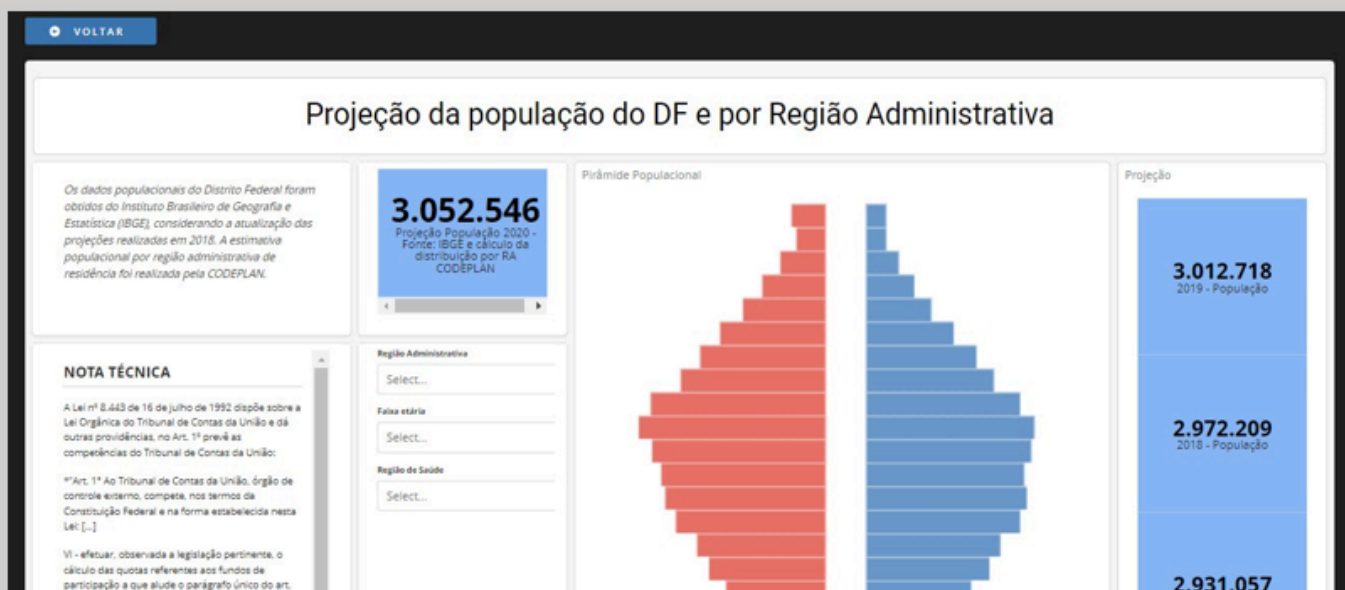 VOLTAR
Projeção da população do DF e por Região Administrativa
Os dados populacionais do Distrito Federal foram
obtidos do Instituto Brasileiro de Geografia e
Estatística (IBGE), considerando a atualização das
projeções realizadas em 2018. A estimativa
populacional por região administrativa de
residência foi realizada pela CODEPLAN.
3.052.546
Projeção População 2020 -
Fonte: IBGE e cálculo da
distribuição por RA
CODEPLAN
NOTA TÉCNICA
A Lei nº 8.443 de 16 de julho de 1992 dispõe sobre a
Lei Orgânica do Tribunal de Contas da União e dá
outras providências, no Art. 1º prevê as
competências do Tribunal de Contas da União:
*"Art. 1° Ao Tribunal de Contas da União, órgão de
controle externo, compete, nos termos da
Constituição Federal e na forma estabelecida nesta
Lei: [...]
VI - efetuar, observada a legislação pertinente, o
cálculo das quotas referentes aos fundos de
participação a que alude o parágrafo único do art.
Região Administrativa
Select...
Faixa etária
Select...
Região de Saúde
Select...
Pirâmide Populacional
Projeção
3.012.718
2019 - População
2.972.209
2018 - População
2.931.057